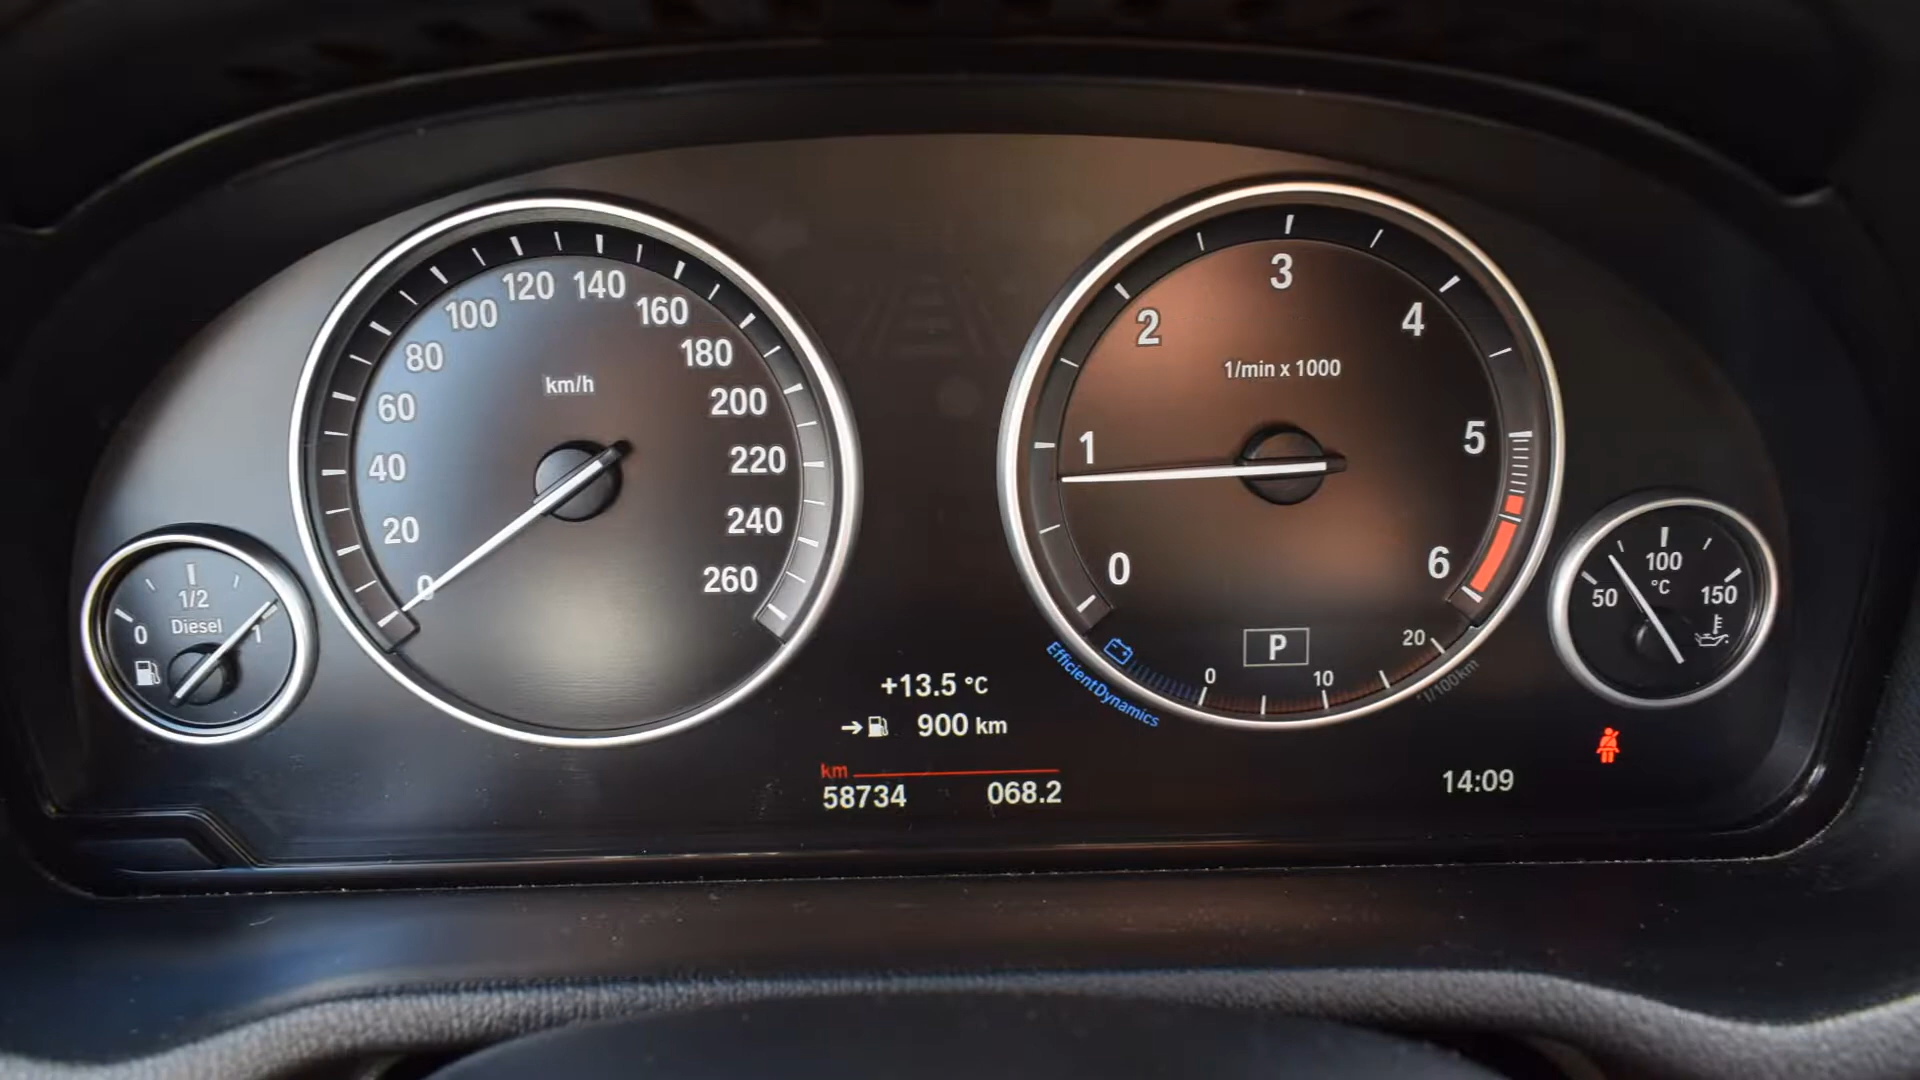 km/h
0
20
40
60
80
100
120
140
160
180
200
220
240
260
1/min x 1000
0
1
2
3
4
5
6
P
0 10 20
l/100km
EfficientDynamics
0 1/2 1
Diesel
50 100 150
°C
+13.5 °C
900 km
km
58734 068.2
14:09